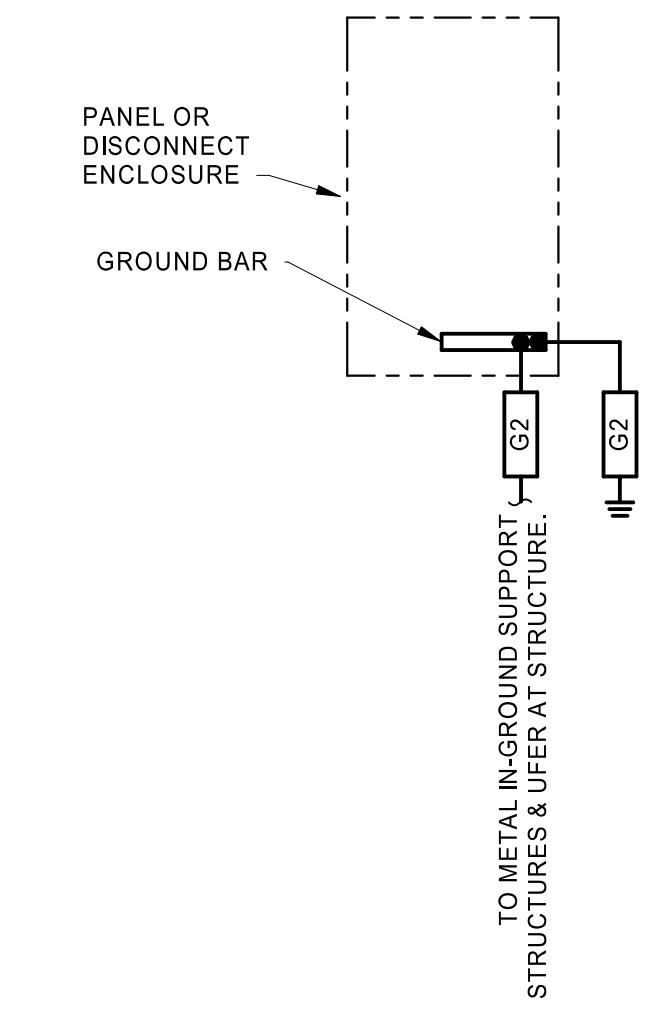 PANEL OR
DISCONNECT
ENCLOSURE
GROUND BAR
G2
G2
TO METAL IN-GROUND SUPPORT
STRUCTURES & UFER AT STRUCTURE.